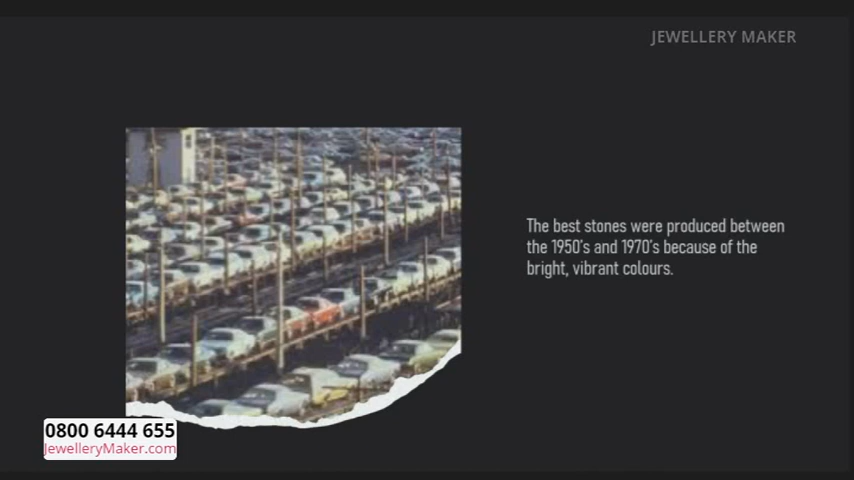 JEWELLERY MAKER
The best stones were produced between
the 1950's and 1970's because of the
bright, vibrant colours.
0800 6444 655
JewelleryMaker.com